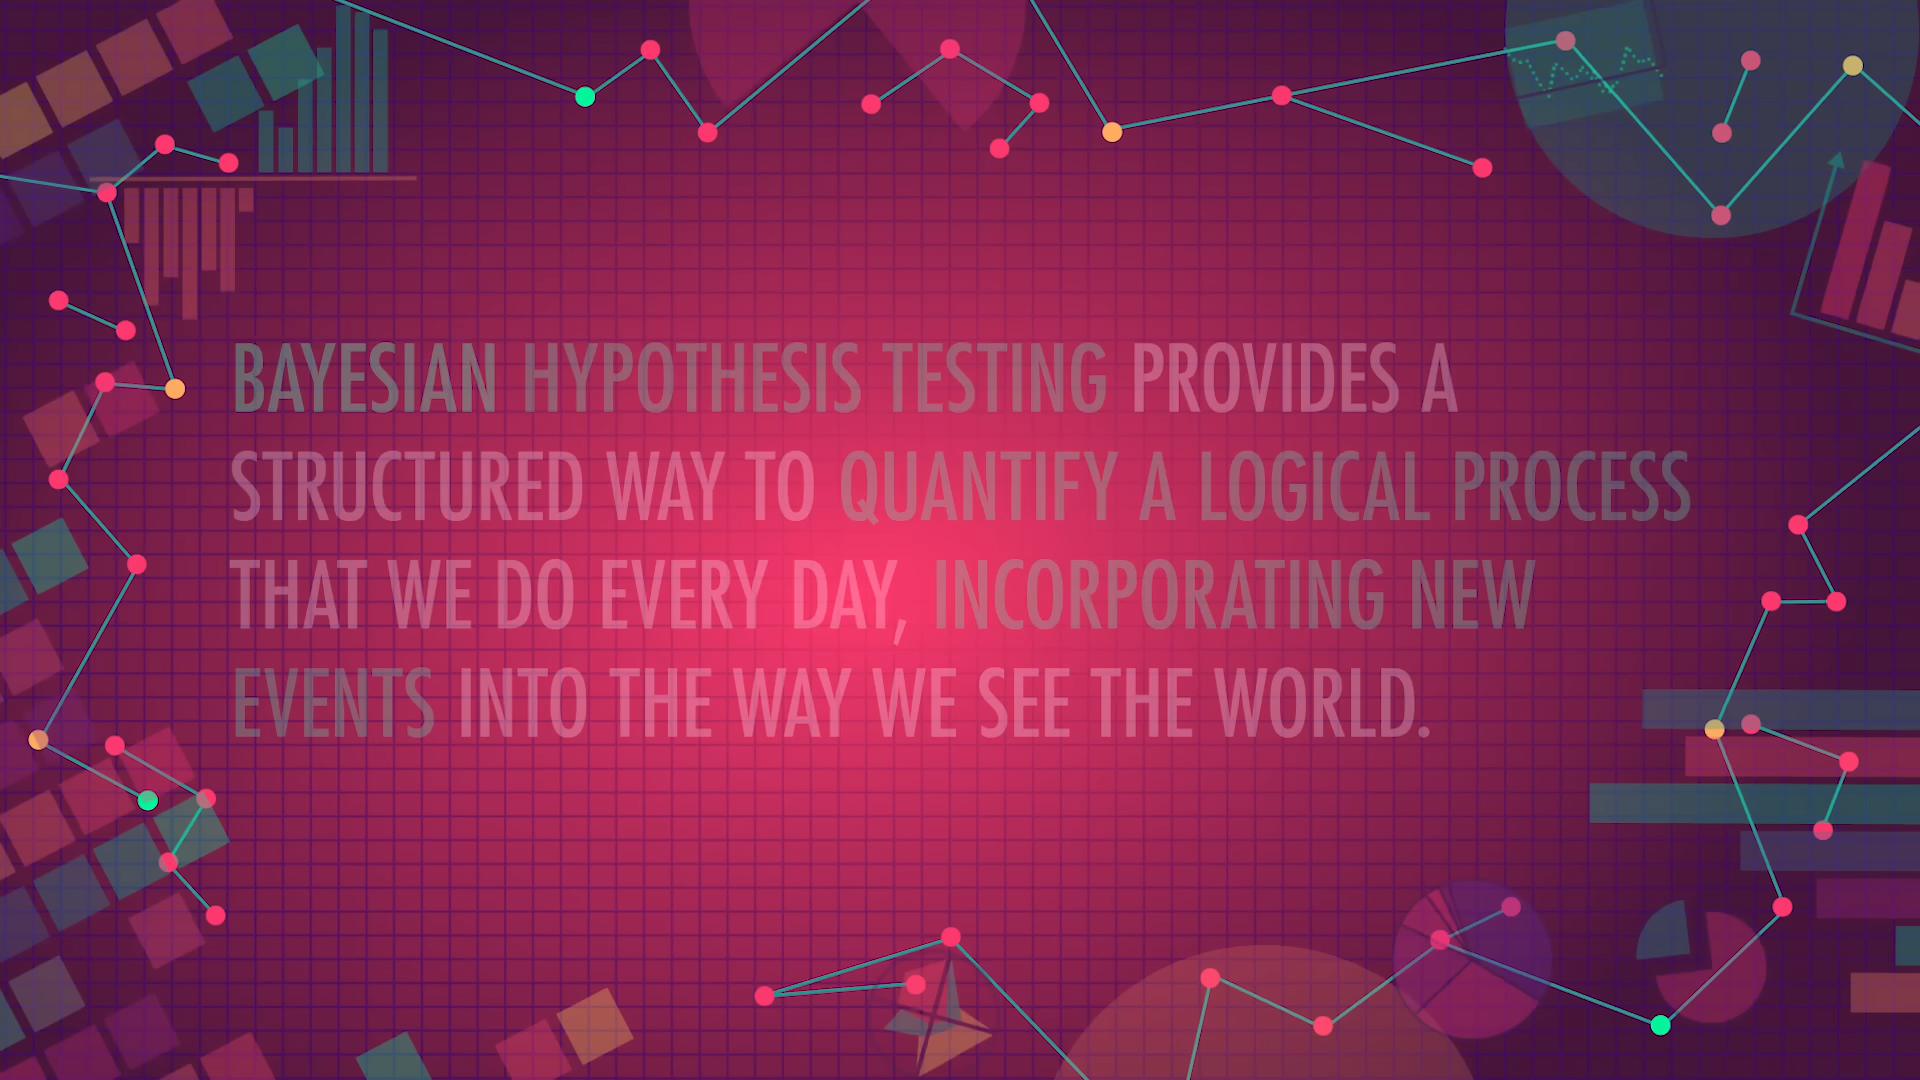 BAYESIAN HYPOTHESIS TESTING PROVIDES A
STRUCTURED WAY TO QUANTIFY A LOGICAL PROCESS
THAT WE DO EVERY DAY, INCORPORATING NEW
EVENTS INTO THE WAY WE SEE THE WORLD.